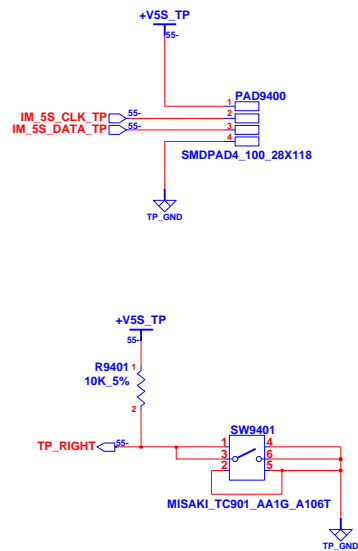 +V5S_TP
55-
PAD9400
1
IM_5S_CLK_TP 55- 2
IM_5S_DATA_TP 55- 3
4
SMDPAD4_100_28X118
TP_GND
+V5S_TP
55-
R9401 1
10K_5%
2
SW9401
TP_RIGHT 55- 1 4
3 6
2 5
MISAKI_TC901_AA1G_A106T
TP_GND